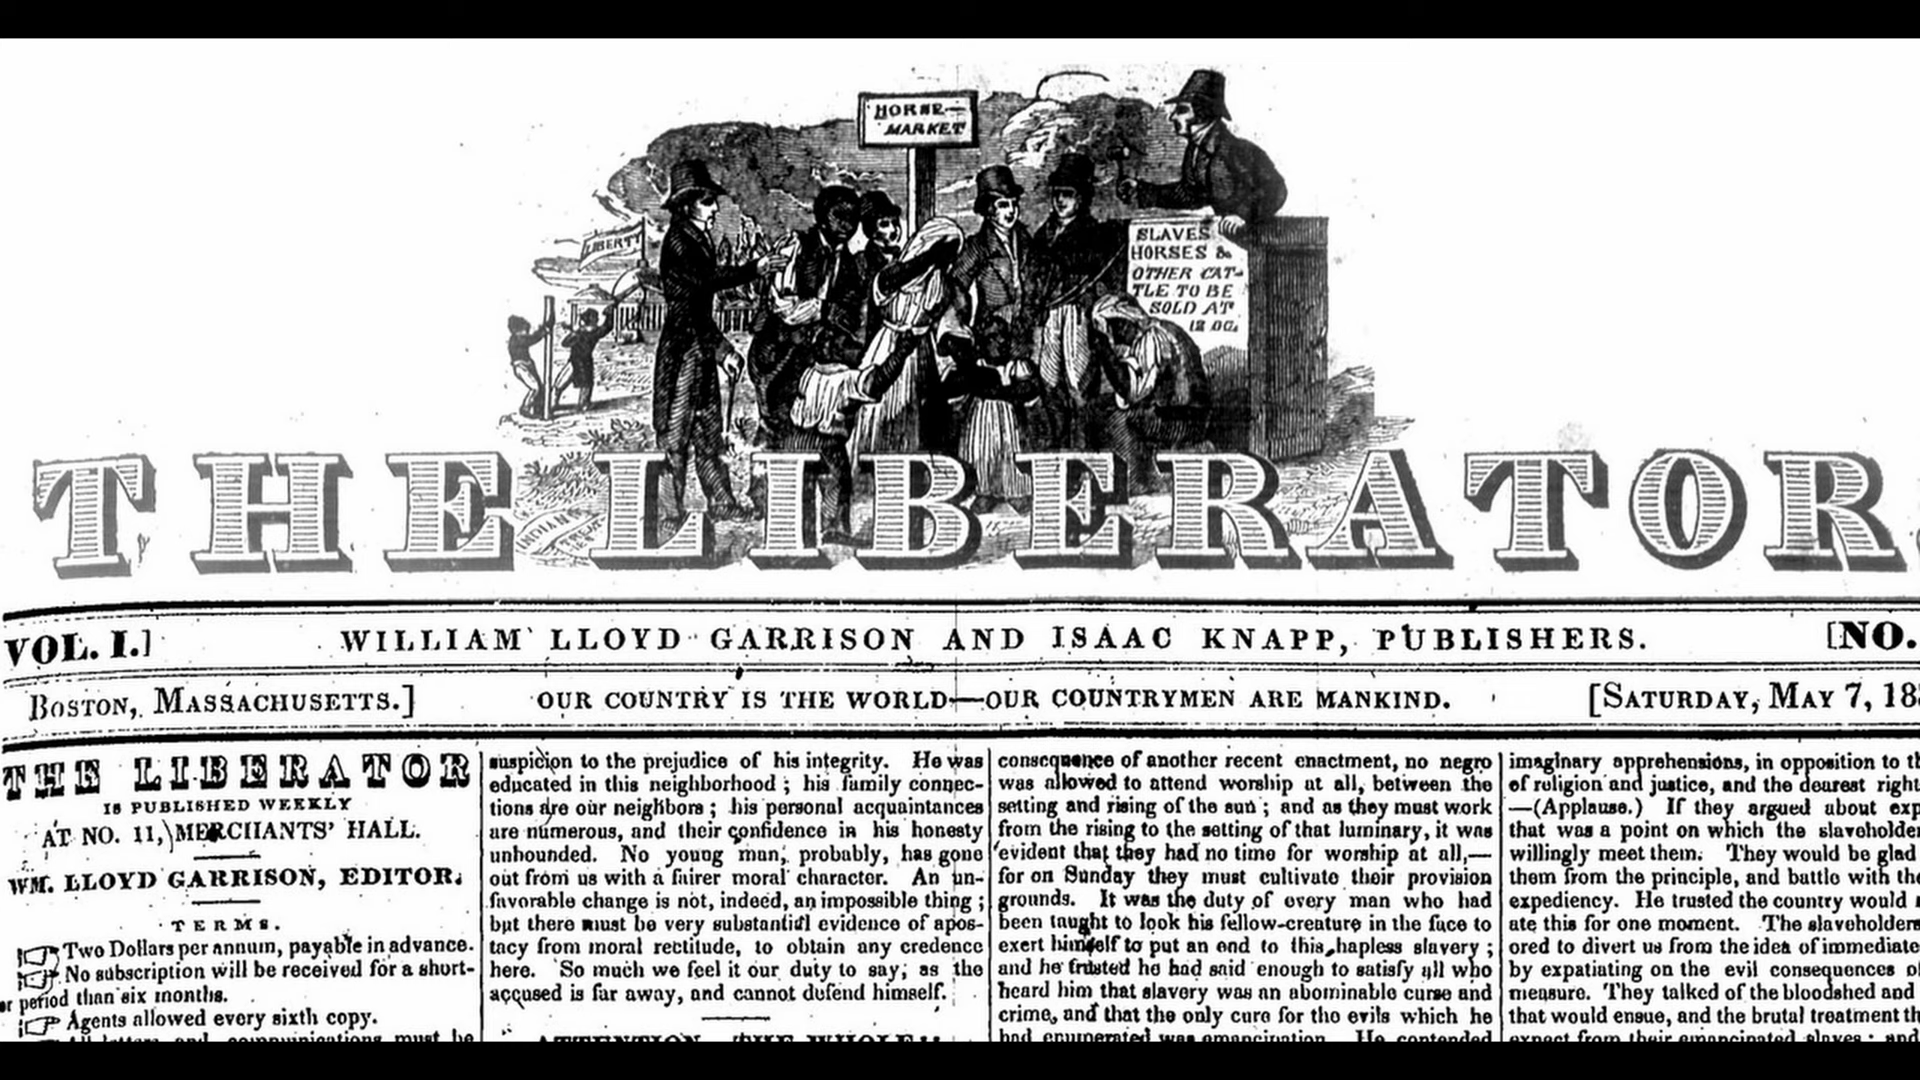 HORSE—
MARKET
LIBERTY
SLAVES
HORSES &
OTHER CAT-
TLE TO BE
SOLD AT
12 OC.
THE LIBERATOR
INDIAN
VOL. I.]
WILLIAM LLOYD GARRISON AND ISAAC KNAPP, PUBLISHERS.
[NO.
BOSTON, MASSACHUSETTS.]
OUR COUNTRY IS THE WORLD—OUR COUNTRYMEN ARE MANKIND.
[SATURDAY, MAY 7, 18
THE LIBERATOR
IS PUBLISHED WEEKLY
AT NO. 11, MERCHANTS' HALL.
WM. LLOYD GARRISON, EDITOR.
TERMS.
Two Dollars per annum, payable in advance.
No subscription will be received for a short-
er period than six months.
Agents allowed every sixth copy.
All letters and communications must be
suspicion to the prejudice of his integrity. He was
educated in this neighborhood ; his family connec-
tions are our neighbors ; his personal acquaintances
are numerous, and their confidence in his honesty
unbounded. No young man, probably, has gone
out from us with a fairer moral character. An un-
favorable change is not, indeed, an impossible thing ;
but there must be very substantial evidence of apos-
tacy from moral rectitude, to obtain any credence
here. So much we feel it our duty to say, as the
accused is far away, and cannot defend himself.
ATTENTION, THE WHOLE!!
consequence of another recent enactment, no negro
was allowed to attend worship at all, between the
setting and rising of the sun ; and as they must work
from the rising to the setting of that luminary, it was
evident that they had no time for worship at all,—
for on Sunday they must cultivate their provision
grounds. It was the duty of every man who had
been taught to look his fellow-creature in the face to
exert himself to put an end to this hapless slavery ;
and he trusted he had said enough to satisfy all who
heard him that slavery was an abominable curse and
crime, and that the only cure for the evils which he
had enumerated was emancipation. He contended
imaginary apprehensions, in opposition to th
of religion and justice, and the dearest right
—(Applause.) If they argued about exp
that was a point on which the slaveholder
willingly meet them. They would be glad
them from the principle, and battle with the
expediency. He trusted the country would
ate this for one moment. The slaveholders
ored to divert us from the idea of immediate
by expatiating on the evil consequences of
measure. They talked of the bloodshed and
that would ensue, and the brutal treatment th
expect from their emancipated slaves ; and